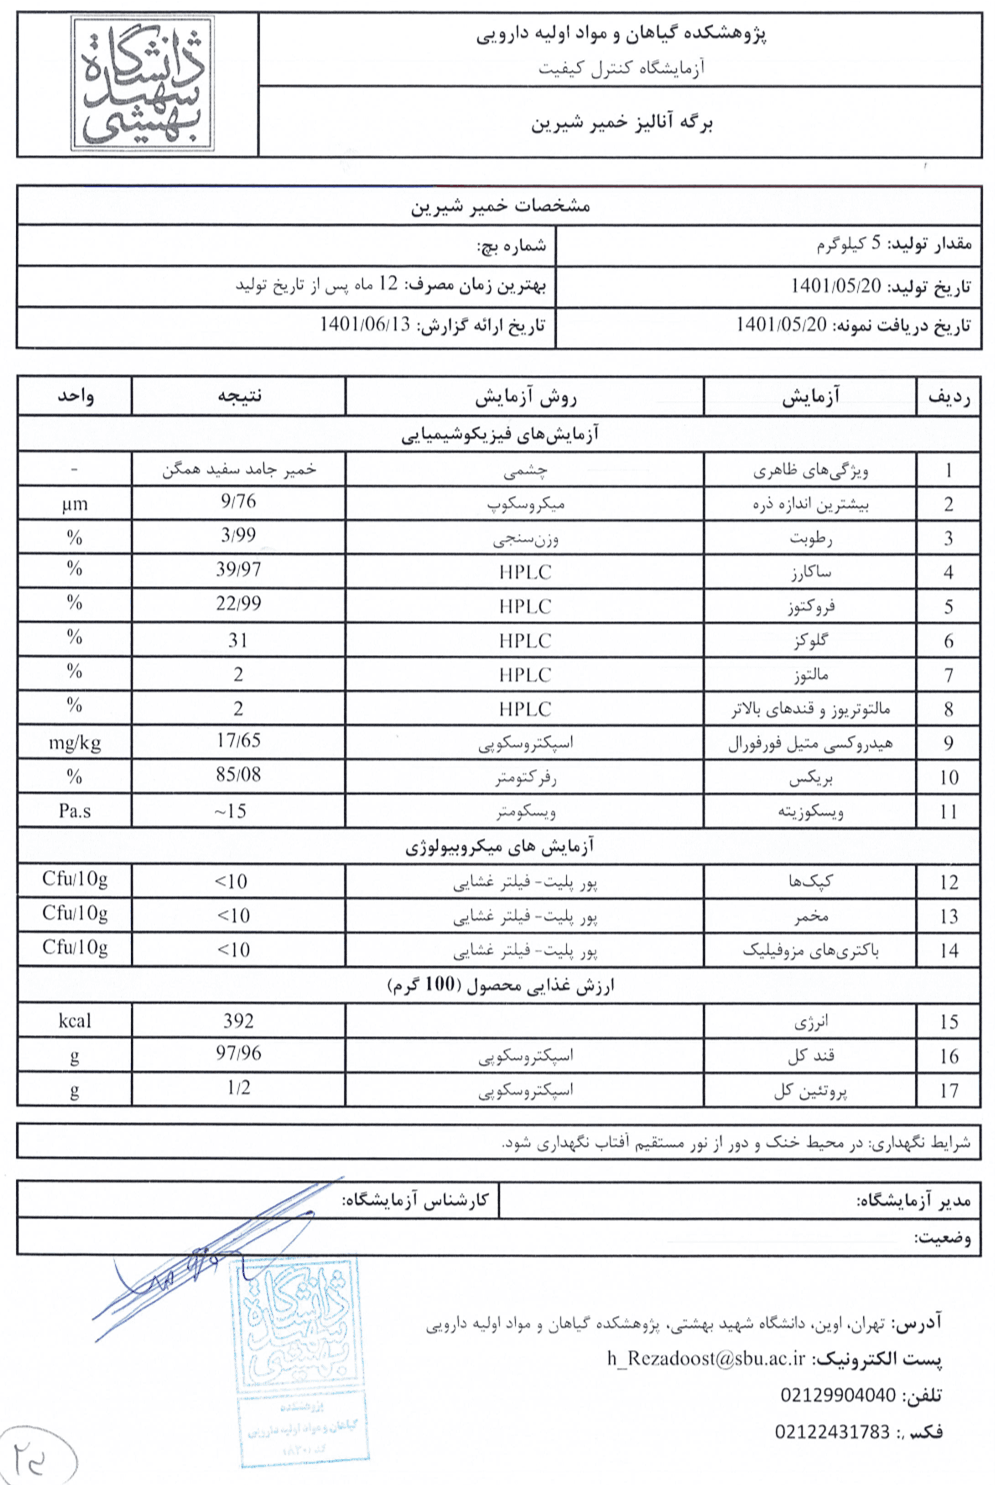 دانشگاه شهید بهشتی
پژوهشکده گیاهان و مواد اولیه دارویی
آزمایشگاه کنترل کیفیت
برگه آنالیز خمیر شیرین
مشخصات خمیر شیرین
مقدار تولید: 5 کیلوگرم شماره بچ:
تاریخ تولید: 1401/05/20 بهترین زمان مصرف: 12 ماه پس از تاریخ تولید
تاریخ دریافت نمونه: 1401/05/20 تاریخ ارائه گزارش: 1401/06/13
ردیف آزمایش روش آزمایش نتیجه واحد
آزمایش‌های فیزیکوشیمیایی
1 ویژگی‌های ظاهری چشمی خمیر جامد سفید همگن -
2 بیشترین اندازه ذره میکروسکوپ 9/76 µm
3 رطوبت وزن‌سنجی 3/99 %
4 ساکارز HPLC 39/97 %
5 فروکتوز HPLC 22/99 %
6 گلوکز HPLC 31 %
7 مالتوز HPLC 2 %
8 مالتوتریوز و قندهای بالاتر HPLC 2 %
9 هیدروکسی متیل فورفورال اسپکتروسکوپی 17/65 mg/kg
10 بریکس رفرکتومتر 85/08 %
11 ویسکوزیته ویسکومتر ~15 Pa.s
آزمایش های میکروبیولوژی
12 کپک‌ها پور پلیت- فیلتر غشایی <10 Cfu/10g
13 مخمر پور پلیت- فیلتر غشایی <10 Cfu/10g
14 باکتری‌های مزوفیلیک پور پلیت- فیلتر غشایی <10 Cfu/10g
ارزش غذایی محصول (100 گرم)
15 انرژی 392 kcal
16 قند کل اسپکتروسکوپی 97/96 g
17 پروتئین کل اسپکتروسکوپی 1/2 g
شرایط نگهداری: در محیط خنک و دور از نور مستقیم آفتاب نگهداری شود.
مدیر آزمایشگاه: کارشناس آزمایشگاه:
وضعیت:
دانشگاه شهید بهشتی
پژوهشکده
گیاهان و مواد اولیه دارویی
آدرس: تهران، اوین، دانشگاه شهید بهشتی، پژوهشکده گیاهان و مواد اولیه دارویی
پست الکترونیک: h_Rezadoost@sbu.ac.ir
تلفن: 02129904040
فکس: 02122431783